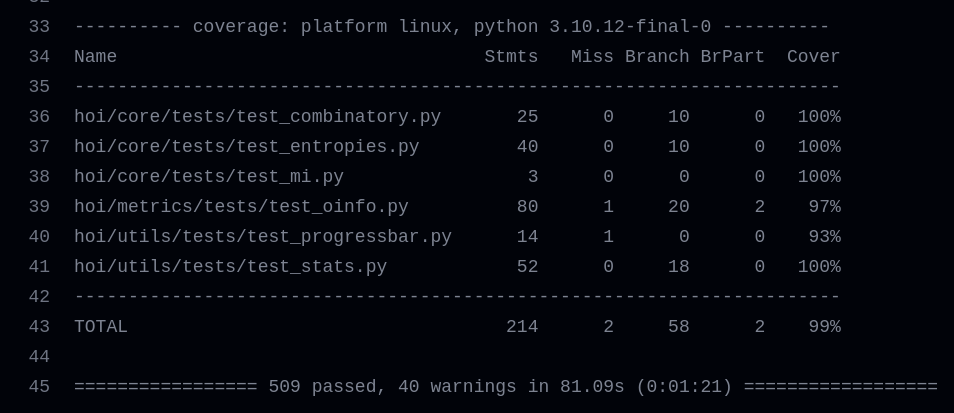 33 ---------- coverage: platform linux, python 3.10.12-final-0 ----------
34 Name                                  Stmts   Miss Branch BrPart  Cover
35 -----------------------------------------------------------------------
36 hoi/core/tests/test_combinatory.py       25      0     10      0   100%
37 hoi/core/tests/test_entropies.py         40      0     10      0   100%
38 hoi/core/tests/test_mi.py                 3      0      0      0   100%
39 hoi/metrics/tests/test_oinfo.py          80      1     20      2    97%
40 hoi/utils/tests/test_progressbar.py      14      1      0      0    93%
41 hoi/utils/tests/test_stats.py            52      0     18      0   100%
42 -----------------------------------------------------------------------
43 TOTAL                                   214      2     58      2    99%
44
45 ================= 509 passed, 40 warnings in 81.09s (0:01:21) ==================